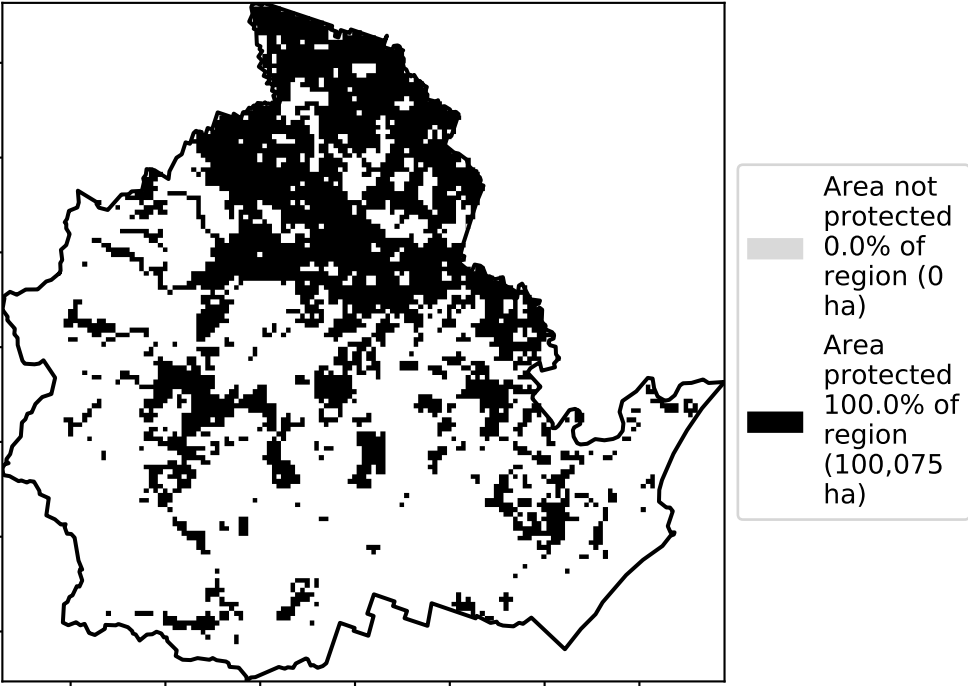 Area not
protected
0.0% of
region (0
ha)
Area
protected
100.0% of
region
(100,075
ha)